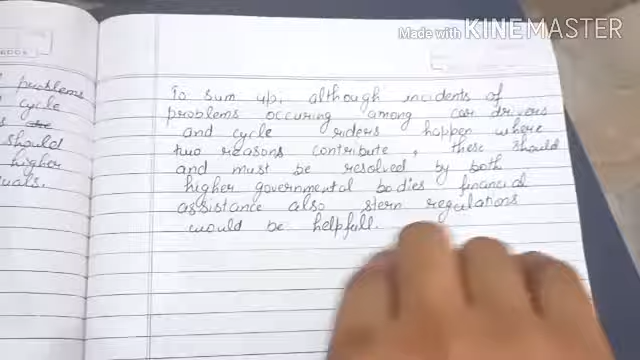 Made with KINEMASTER
problems
cycle
should
higher
To sum up, although incidents of
problems occuring among car drivers
and cycle riders happen where
two reasons contribute, these should
and must be resolved by both
higher governmental bodies financial
assistance also stern regulations
would be helpfull.